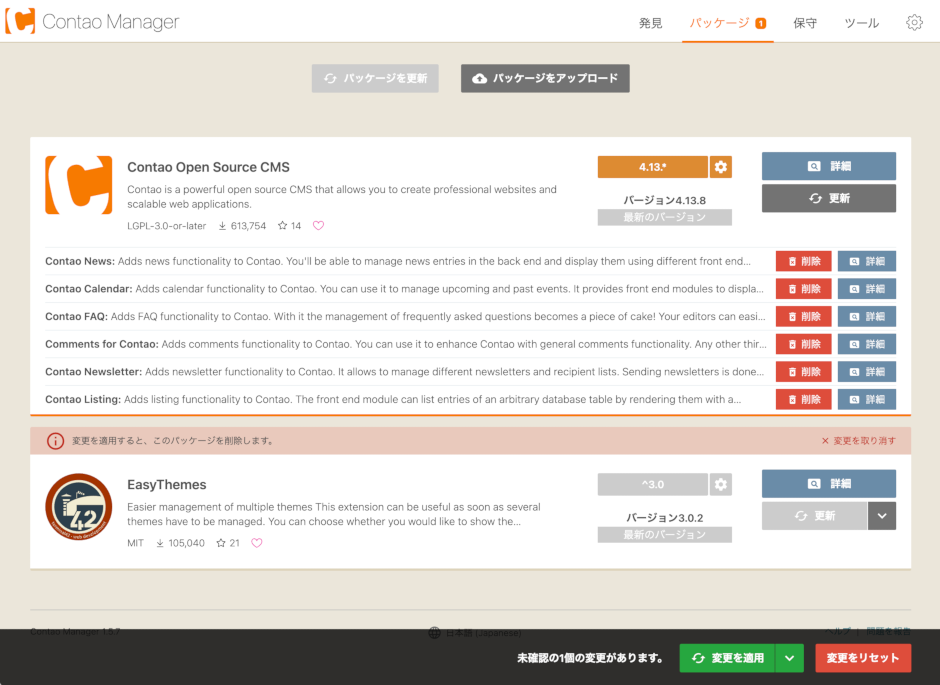 Contao Manager
発見
パッケージ 1
保守
ツール
パッケージを更新
パッケージをアップロード
Contao Open Source CMS
Contao is a powerful open source CMS that allows you to create professional websites and
scalable web applications.
LGPL-3.0-or-later 613,754 14
4.13.*
バージョン4.13.8
最新のバージョン
詳細
更新
Contao News: Adds news functionality to Contao. You'll be able to manage news entries in the back end and display them using different front end...
削除 詳細
Contao Calendar: Adds calendar functionality to Contao. You can use it to manage upcoming and past events. It provides front end modules to displa...
削除 詳細
Contao FAQ: Adds FAQ functionality to Contao. With it the management of frequently asked questions becomes a piece of cake! Your editors can easi...
削除 詳細
Comments for Contao: Adds comments functionality to Contao. You can use it to enhance Contao with general comments functionality. Any other thir...
削除 詳細
Contao Newsletter: Adds newsletter functionality to Contao. It allows to manage different newsletters and recipient lists. Sending newsletters is done...
削除 詳細
Contao Listing: Adds listing functionality to Contao. The front end module can list entries of an arbitrary database table by rendering them with a...
削除 詳細
変更を適用すると、このパッケージを削除します。
× 変更を取り消す
42
EasyThemes
Easier management of multiple themes This extension can be useful as soon as several
themes have to be managed. You can choose whether you would like to show the...
MIT 105,040 21
^3.0
バージョン3.0.2
最新のバージョン
詳細
更新
Contao Manager 1.5.7
日本語 (Japanese)
ヘルプ | 問題を報告
未確認の1個の変更があります。
変更を適用
変更をリセット